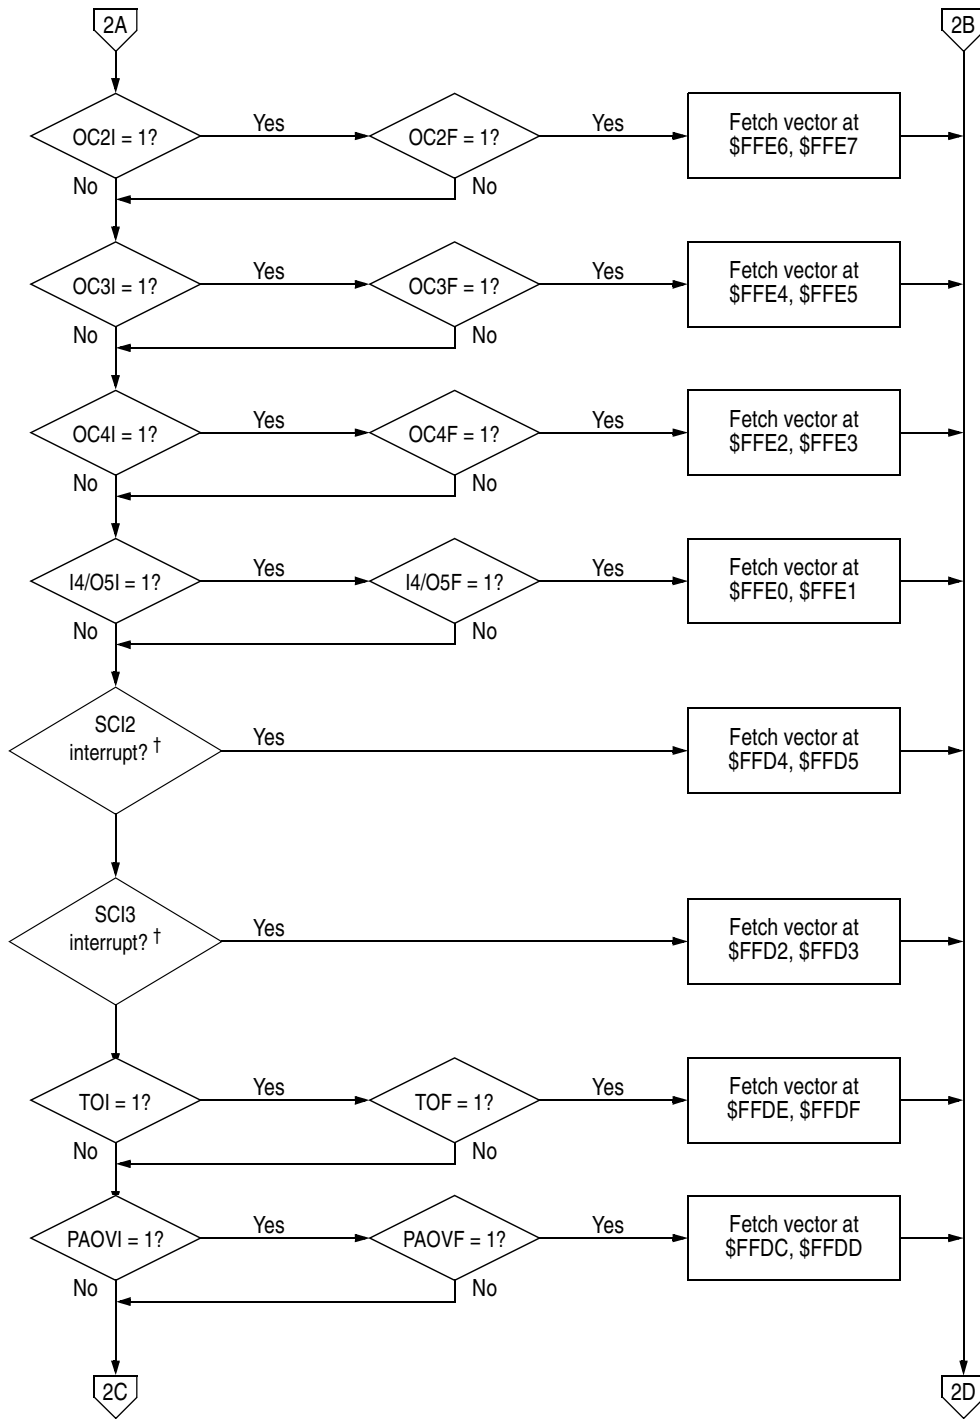 2A
2B
OC2I = 1?
Yes
OC2F = 1?
Yes
Fetch vector at
$FFE6, $FFE7
No
No
OC3I = 1?
Yes
OC3F = 1?
Yes
Fetch vector at
$FFE4, $FFE5
No
No
OC4I = 1?
Yes
OC4F = 1?
Yes
Fetch vector at
$FFE2, $FFE3
No
No
I4/O5I = 1?
Yes
I4/O5F = 1?
Yes
Fetch vector at
$FFE0, $FFE1
No
No
SCI2
interrupt? †
Yes
Fetch vector at
$FFD4, $FFD5
SCI3
interrupt? †
Yes
Fetch vector at
$FFD2, $FFD3
TOI = 1?
Yes
TOF = 1?
Yes
Fetch vector at
$FFDE, $FFDF
No
No
PAOVI = 1?
Yes
PAOVF = 1?
Yes
Fetch vector at
$FFDC, $FFDD
No
No
2C
2D